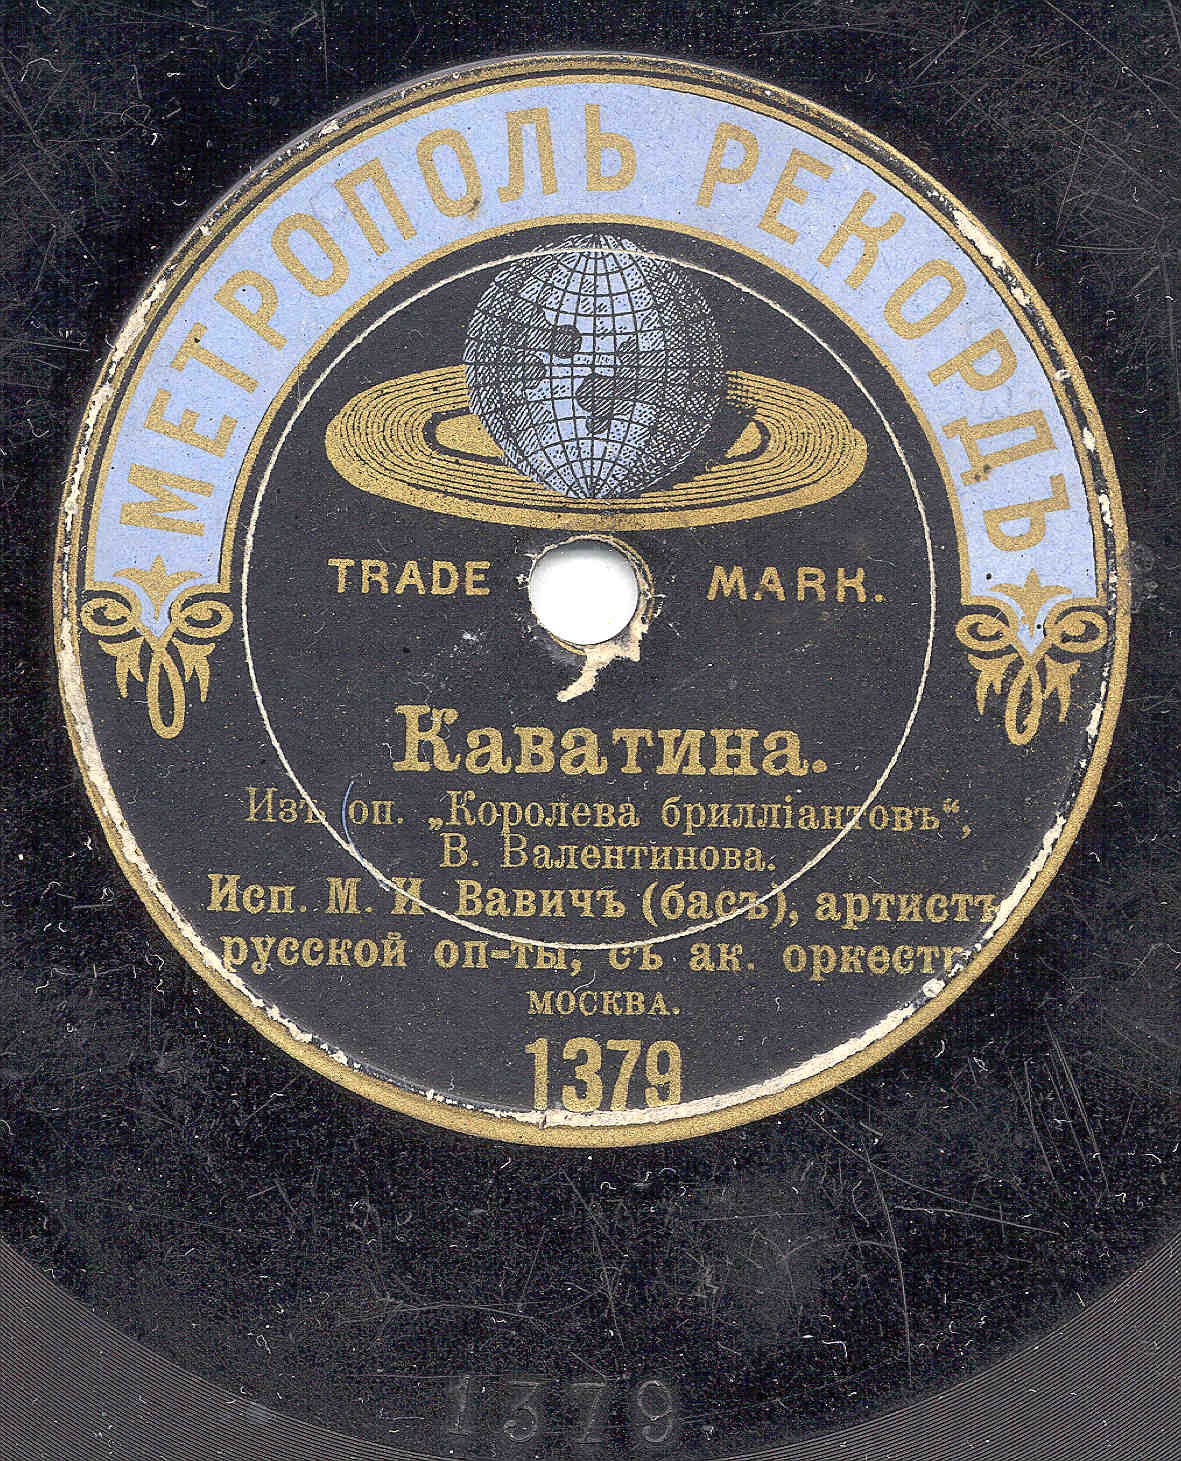 МЕТРОПОЛЬ РЕКОРДЪ
TRADE MARK.
Каватина.
Изъ оп. „Королева брилліантовъ“,
В. Валентинова.
Исп. М. И Вавичъ (басъ), артистъ
русской оп-ты, съ ак. оркестр
МОСКВА.
1379
1379